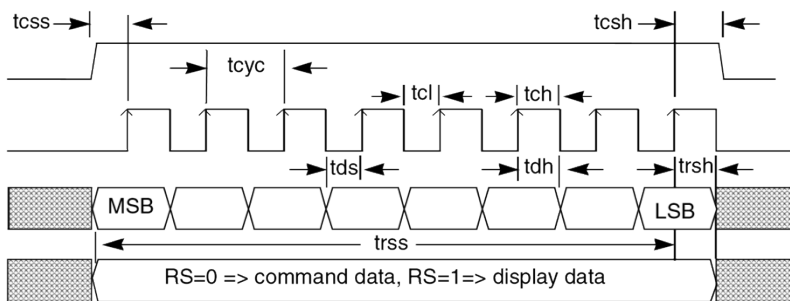 tcss
tcsh
tcyc
tcl
tch
tds
tdh
trsh
MSB
LSB
trss
RS=0 => command data, RS=1=> display data